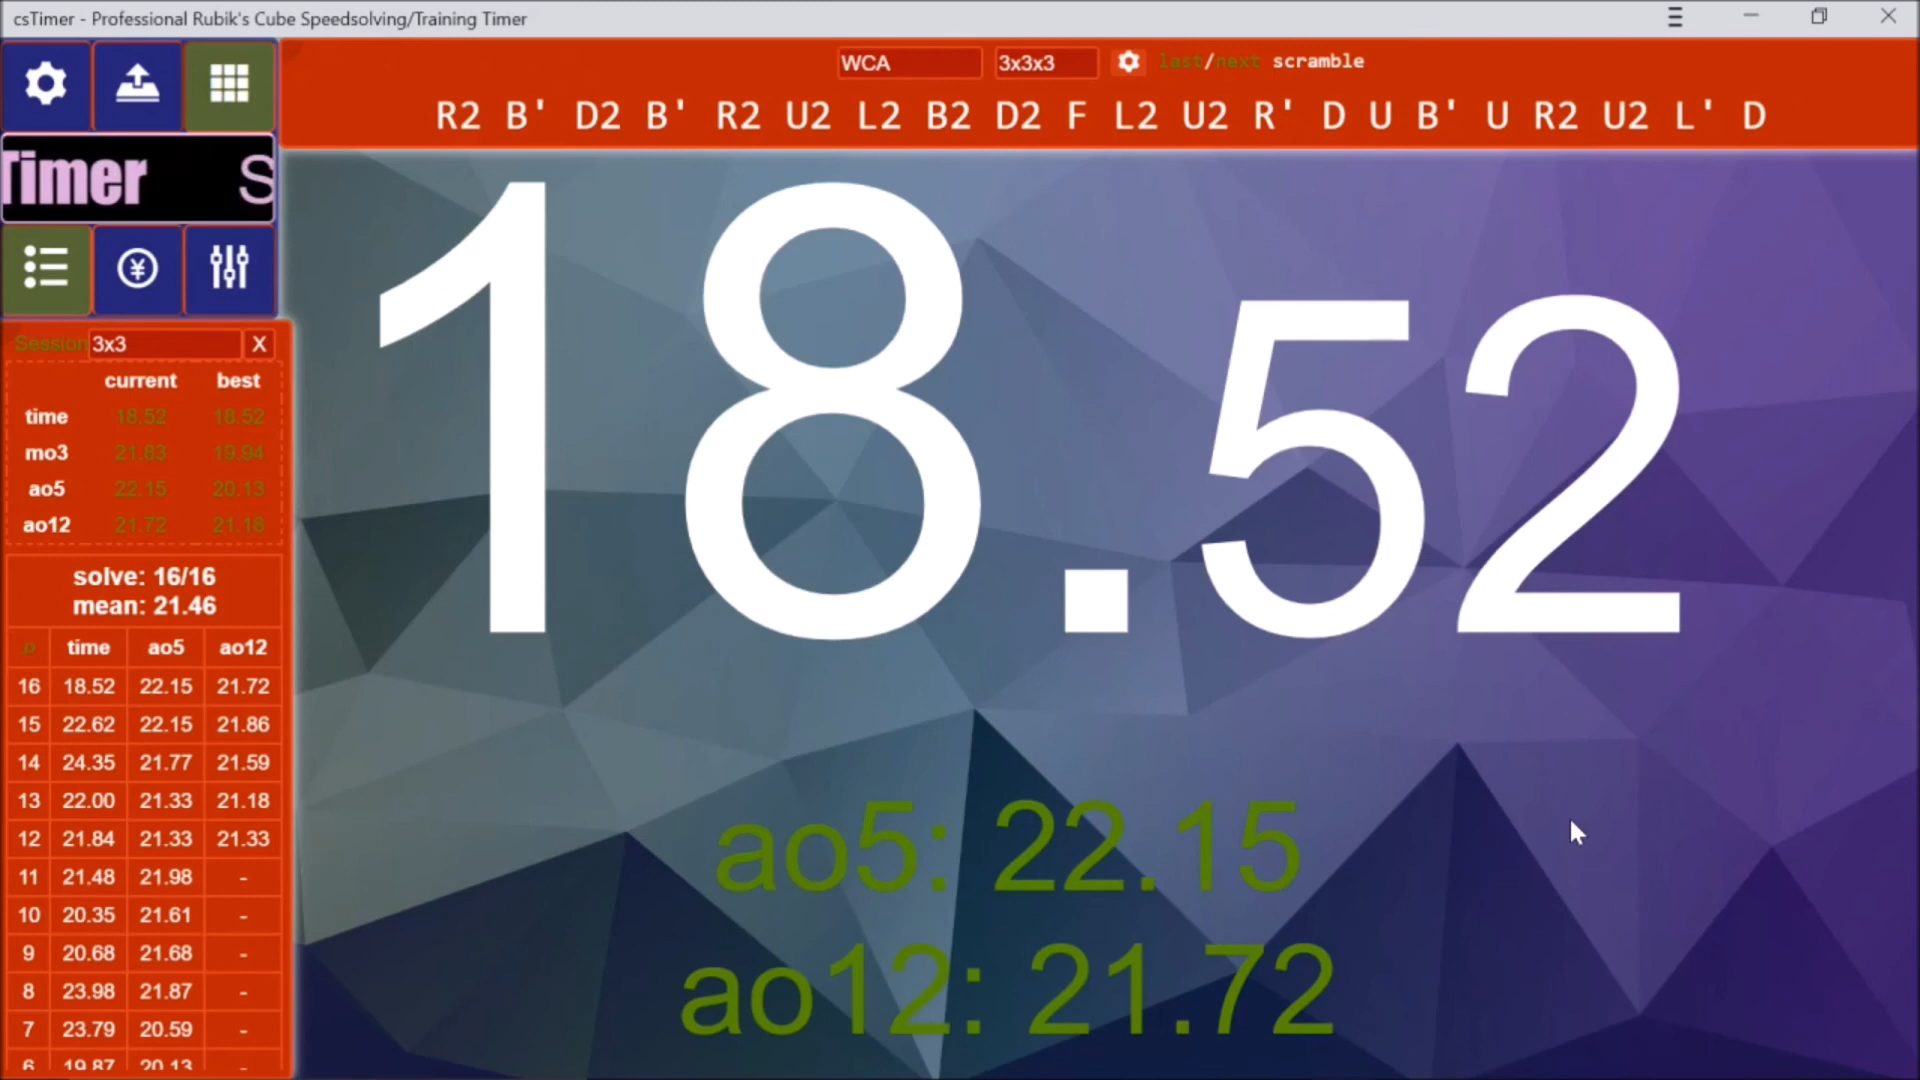 csTimer - Professional Rubik's Cube Speedsolving/Training Timer
WCA 3x3x3 last/next scramble
R2 B' D2 B' R2 U2 L2 B2 D2 F L2 U2 R' D U B' U R2 U2 L' D
Timer S
Session 3x3 X
current best
time 18.52 18.52
mo3 21.83 19.94
ao5 22.15 20.13
ao12 21.72 21.18
solve: 16/16
mean: 21.46
time ao5 ao12
16 18.52 22.15 21.72
15 22.62 22.15 21.86
14 24.35 21.77 21.59
13 22.00 21.33 21.18
12 21.84 21.33 21.33
11 21.48 21.98 -
10 20.35 21.61 -
9 20.68 21.68 -
8 23.98 21.87 -
7 23.79 20.59 -
6 19.87 20.13 -
18.52
ao5: 22.15
ao12: 21.72